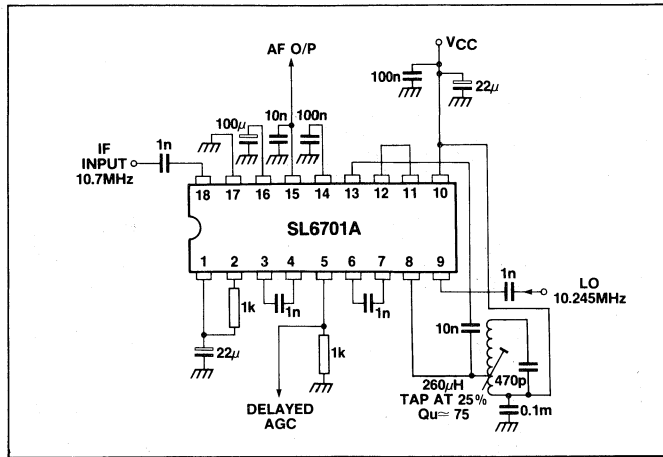 VCC
AF O/P
100n
22μ
100μ
10n
100n
1n
IF
INPUT
10.7MHz
18 17 16 15 14 13 12 11 10
SL6701A
1 2 3 4 5 6 7 8 9
1n
LO
10.245MHz
1k
1n
1n
10n
22μ
1k
260μH
TAP AT 25%
Qu≃ 75
470p
0.1m
DELAYED
AGC